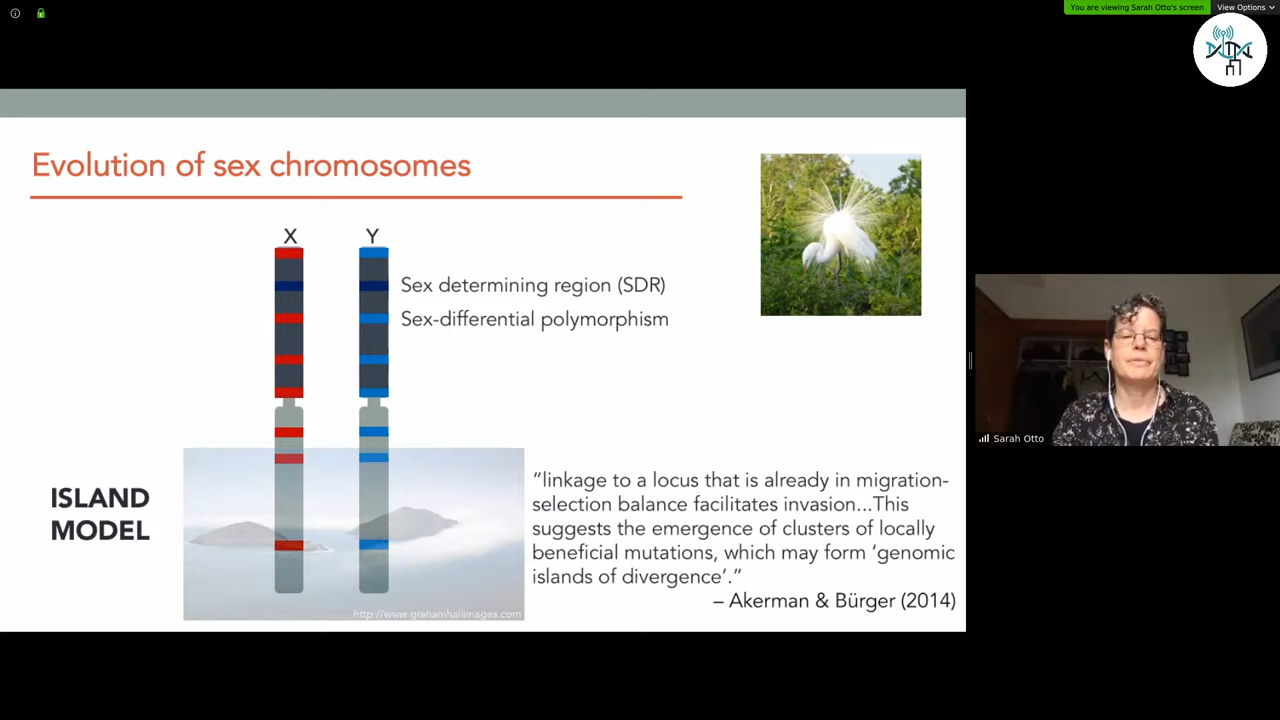 You are viewing Sarah Otto's screen
View Options
Evolution of sex chromosomes
X
Y
Sex determining region (SDR)
Sex-differential polymorphism
Sarah Otto
ISLAND
MODEL
“linkage to a locus that is already in migration-
selection balance facilitates invasion...This
suggests the emergence of clusters of locally
beneficial mutations, which may form ‘genomic
islands of divergence’.”
– Akerman & Bürger (2014)
http://www.grahamhallimages.com